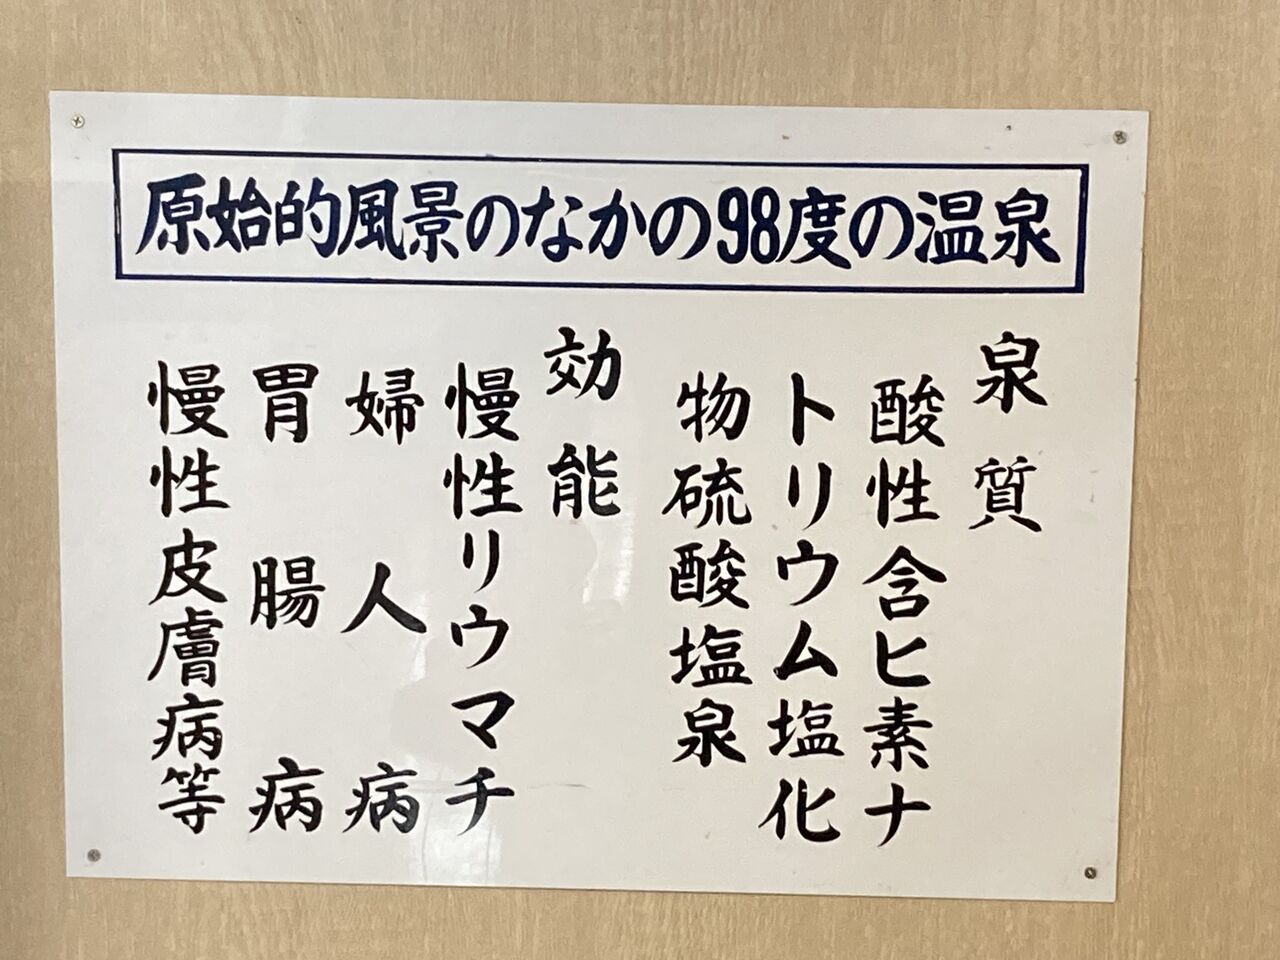 原始的風景のなかの98度の温泉
泉質
酸性含ヒ素ナ
トリウム塩化
物硫酸塩泉
効能
慢性リウマチ
婦人病
胃腸病
慢性皮膚病等